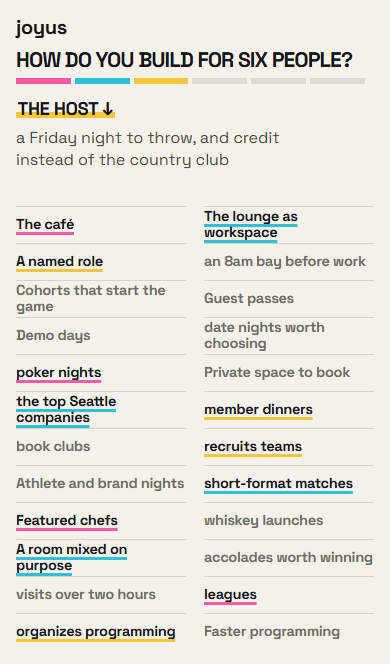 joyus
HOW DO YOU BUILD FOR SIX PEOPLE?
THE HOST ↓
a Friday night to throw, and credit
instead of the country club
The café
The lounge as
workspace
A named role
an 8am bay before work
Cohorts that start the
game
Guest passes
Demo days
date nights worth
choosing
poker nights
Private space to book
the top Seattle
companies
member dinners
book clubs
recruits teams
Athlete and brand nights
short-format matches
Featured chefs
whiskey launches
A room mixed on
purpose
accolades worth winning
visits over two hours
leagues
organizes programming
Faster programming